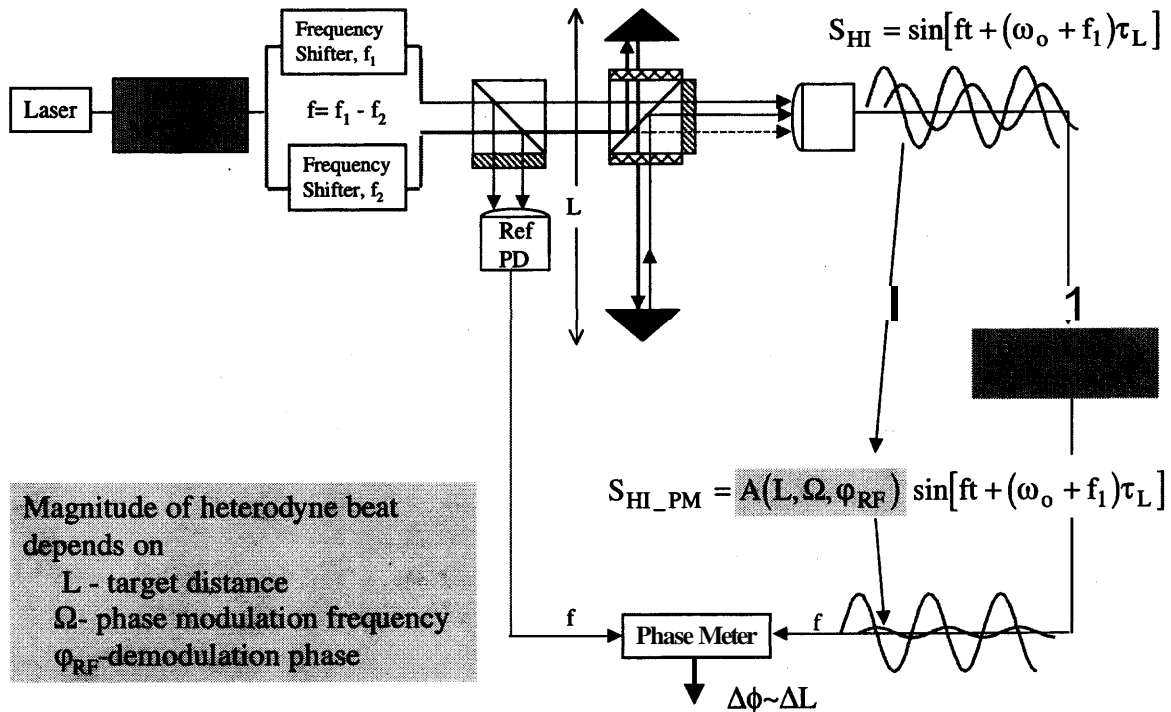 S_HI = sin[ft + (ω_o + f_1)τ_L]
Frequency
Shifter, f_1
Laser
f= f_1 - f_2
Frequency
Shifter, f_2
L
Ref
PD
1
S_HI_PM = A(L, Ω, φ_RF) sin[ft + (ω_o + f_1)τ_L]
Magnitude of heterodyne beat
depends on
L - target distance
Ω- phase modulation frequency
φ_RF-demodulation phase
f
Phase Meter
f
Δϕ~ΔL